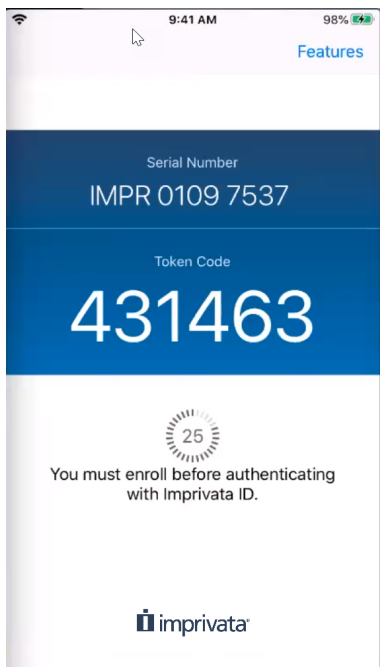 9:41 AM
98%
Features
Serial Number
IMPR 0109 7537
Token Code
431463
25
You must enroll before authenticating
with Imprivata ID.
imprivata®